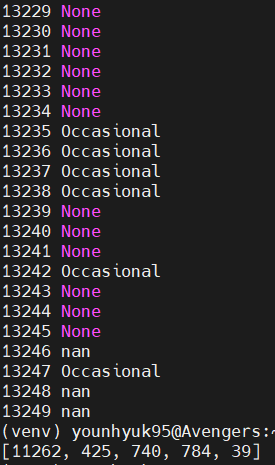 13229 None
13230 None
13231 None
13232 None
13233 None
13234 None
13235 Occasional
13236 Occasional
13237 Occasional
13238 Occasional
13239 None
13240 None
13241 None
13242 Occasional
13243 None
13244 None
13245 None
13246 nan
13247 Occasional
13248 nan
13249 nan
(venv) younhyuk95@Avengers:~
[11262, 425, 740, 784, 39]